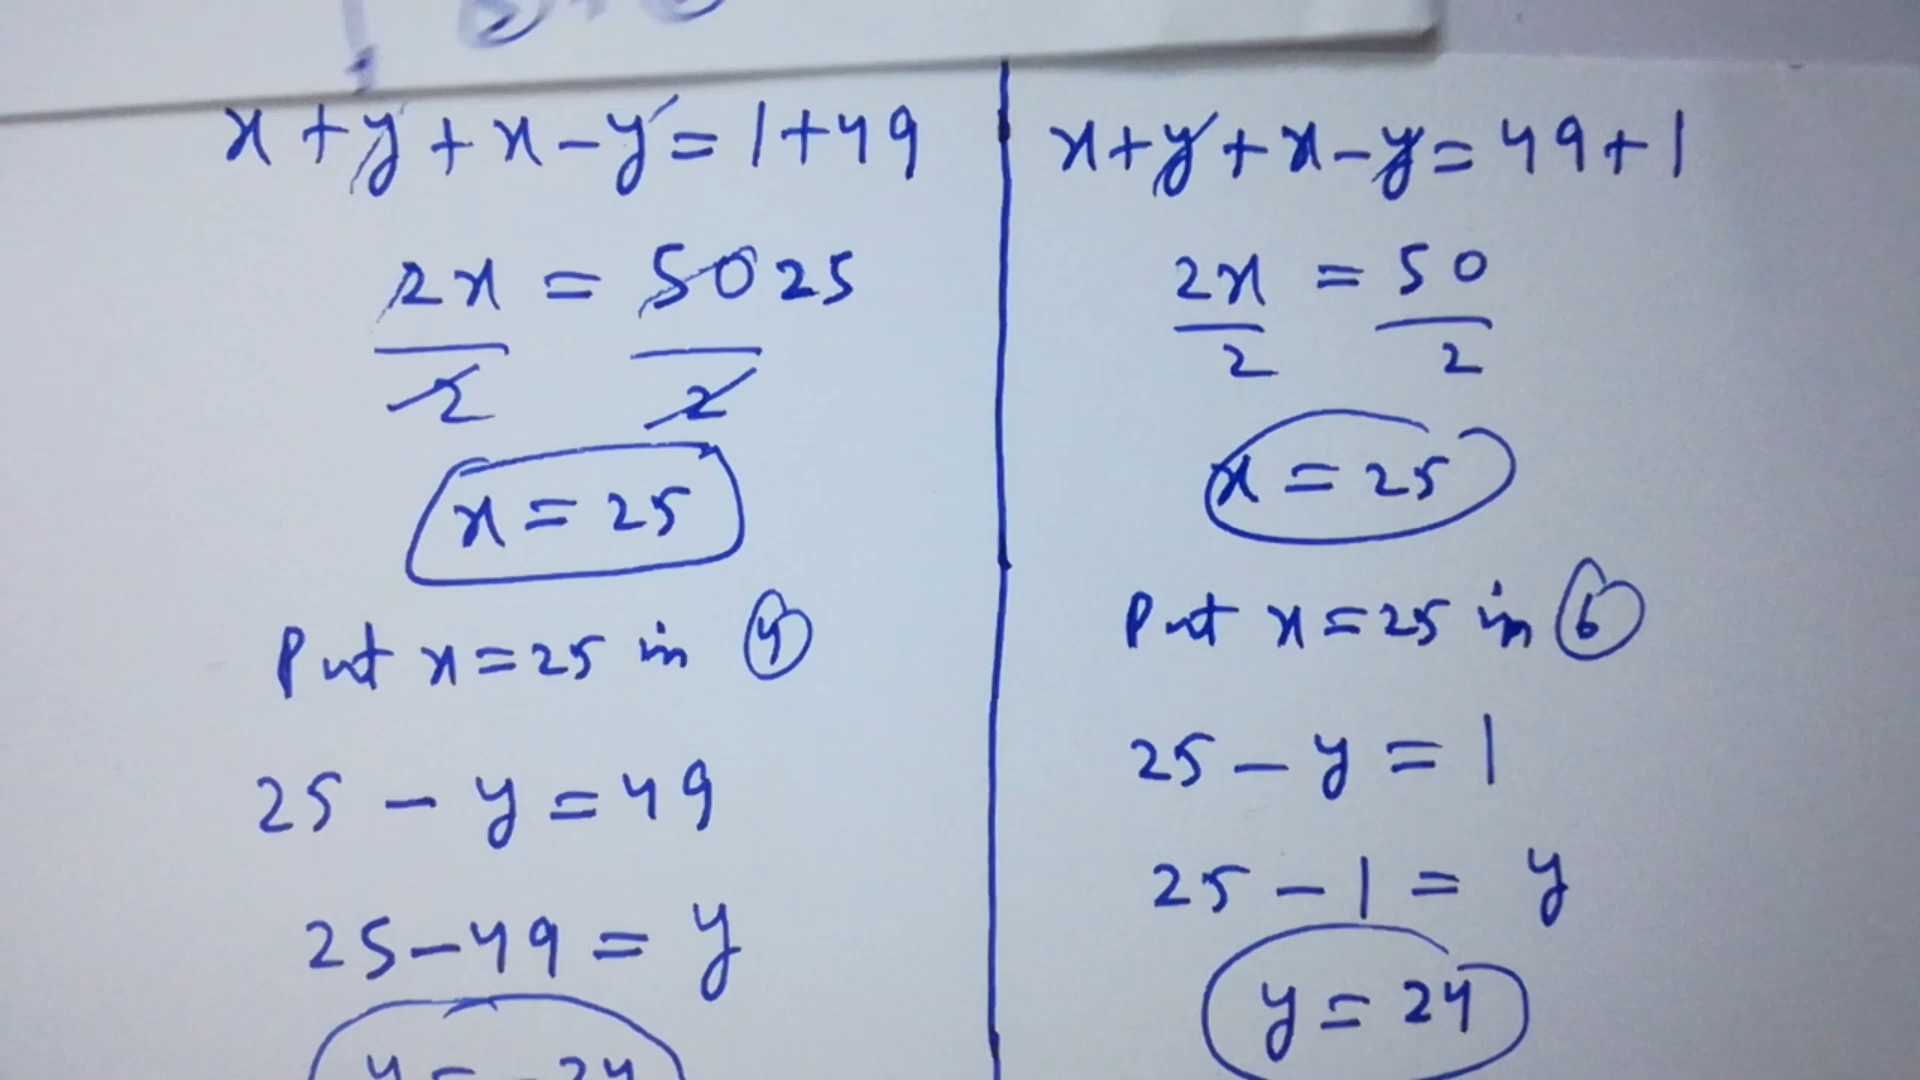 x + y + x - y = 1 + 49
2x = 50 25
2 2
x = 25
Put x = 25 in 4
25 - y = 49
25 - 49 = y
y = -24
x + y + x - y = 49 + 1
2x = 50
2 2
x = 25
Put x = 25 in 6
25 - y = 1
25 - 1 = y
y = 24